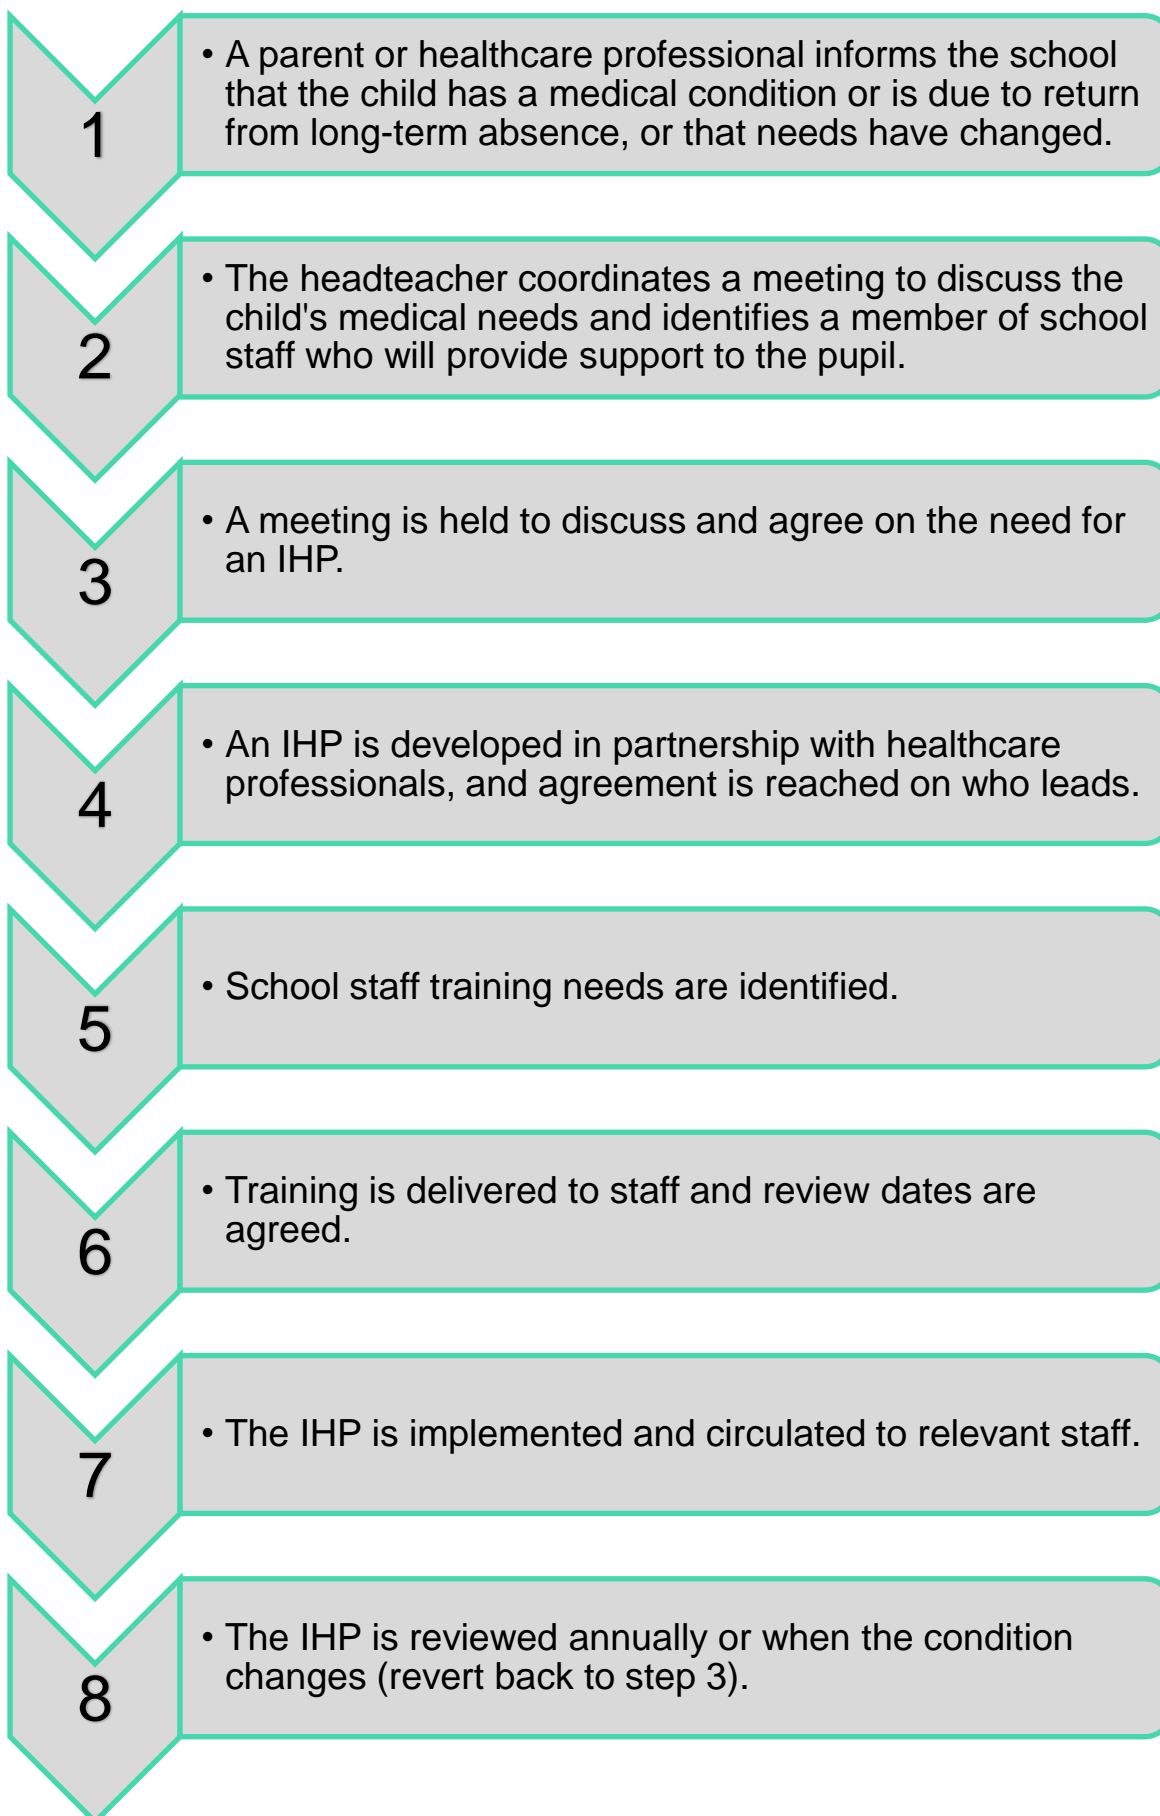 1
• A parent or healthcare professional informs the school
that the child has a medical condition or is due to return
from long-term absence, or that needs have changed.
2
• The headteacher coordinates a meeting to discuss the
child's medical needs and identifies a member of school
staff who will provide support to the pupil.
3
• A meeting is held to discuss and agree on the need for
an IHP.
4
• An IHP is developed in partnership with healthcare
professionals, and agreement is reached on who leads.
5
• School staff training needs are identified.
6
• Training is delivered to staff and review dates are
agreed.
7
• The IHP is implemented and circulated to relevant staff.
8
• The IHP is reviewed annually or when the condition
changes (revert back to step 3).